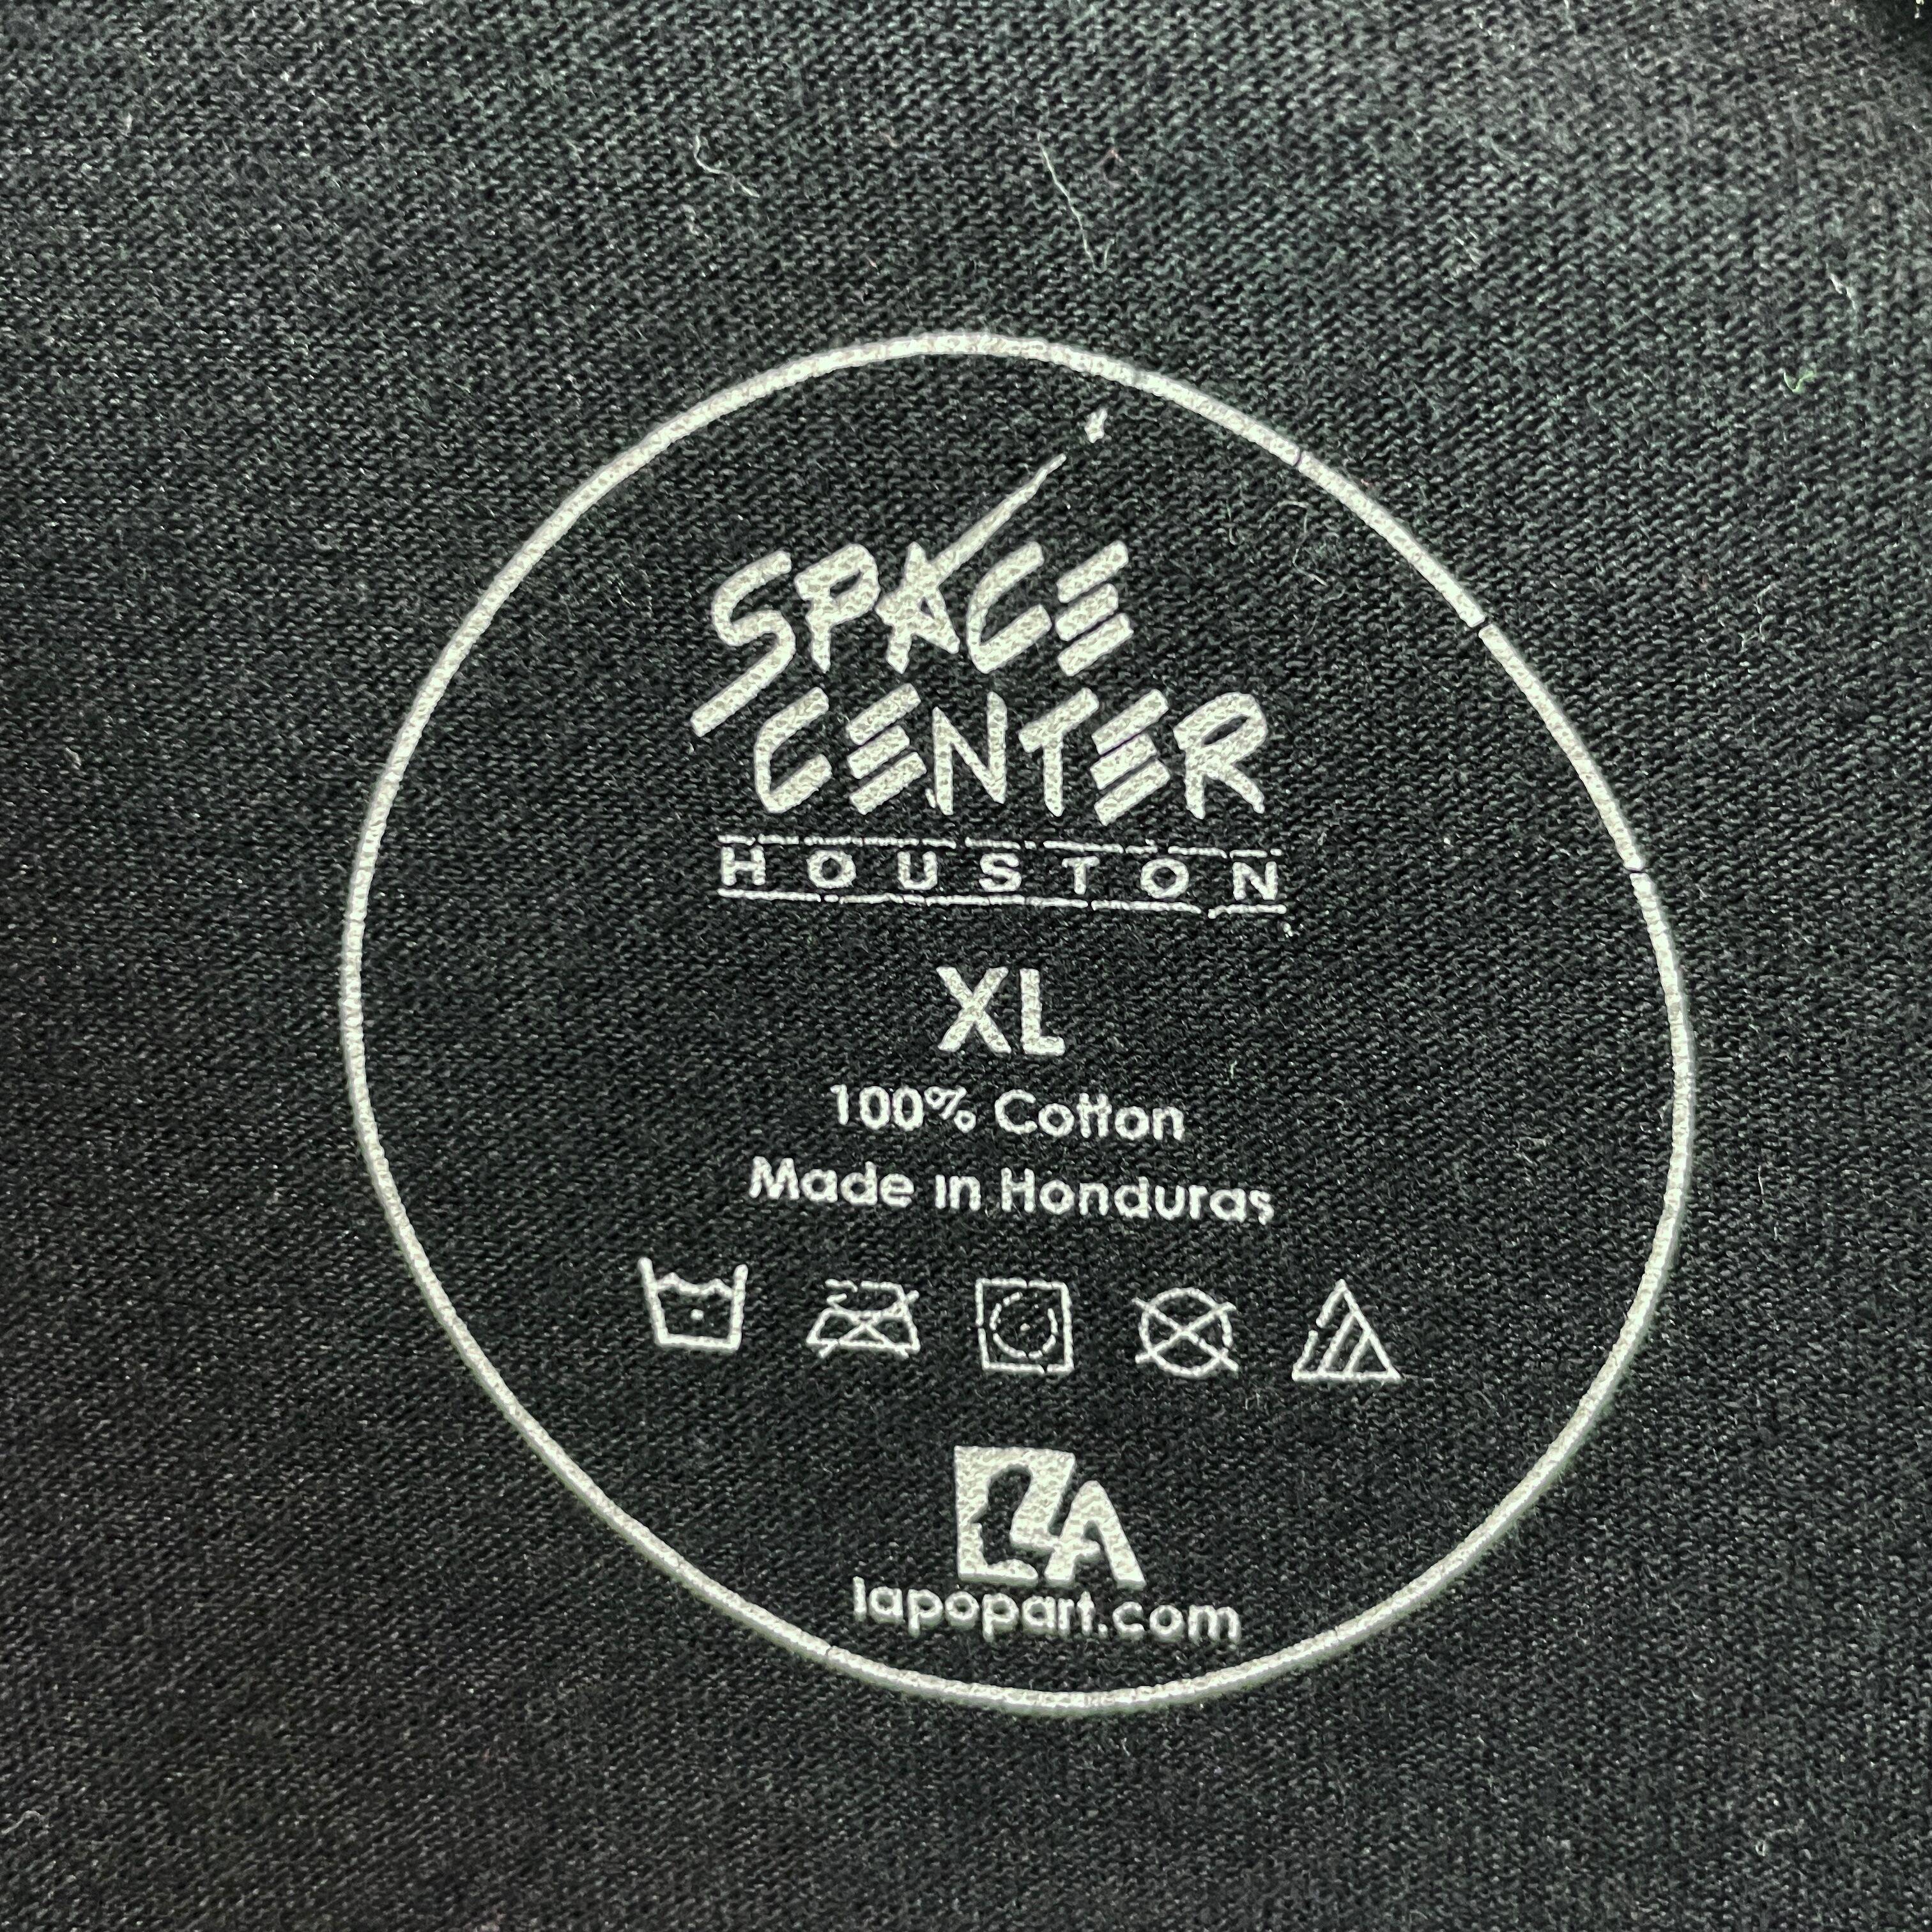 SPACE
CENTER
HOUSTON
XL
100% Cotton
Made in Honduras
LA
lapopart.com